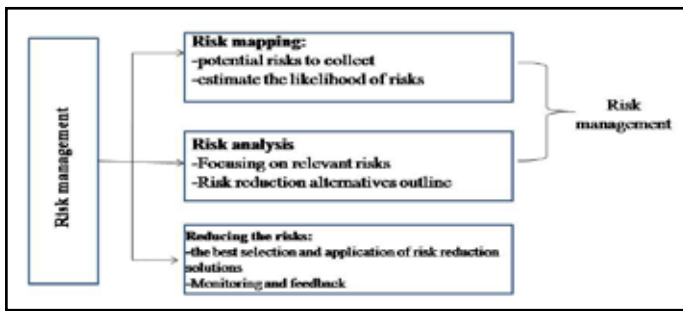 Risk management
Risk mapping:
-potential risks to collect
-estimate the likelihood of risks
Risk analysis
-Focusing on relevant risks
-Risk reduction alternatives outline
Reducing the risks:
-the best selection and application of risk reduction
solutions
-Monitoring and feedback
Risk
management